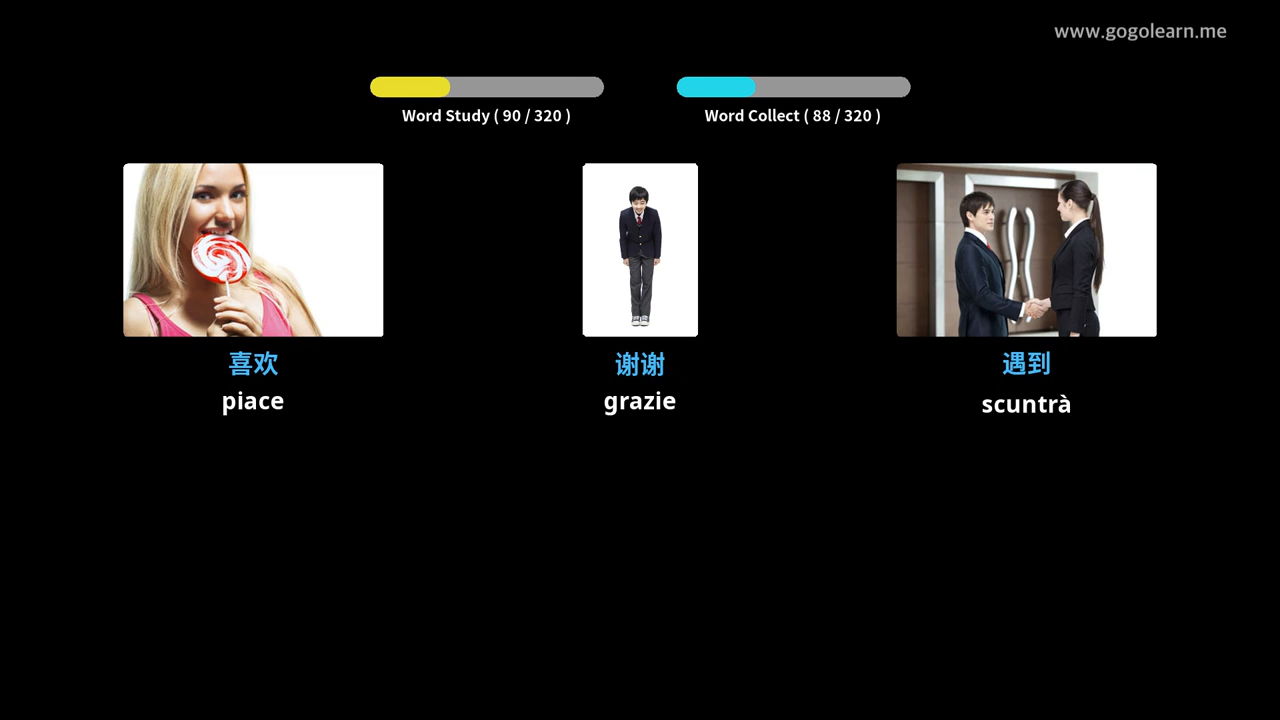 www.gogolearn.me
Word Study ( 90 / 320 )
Word Collect ( 88 / 320 )
喜欢
piace
谢谢
grazie
遇到
scuntrà